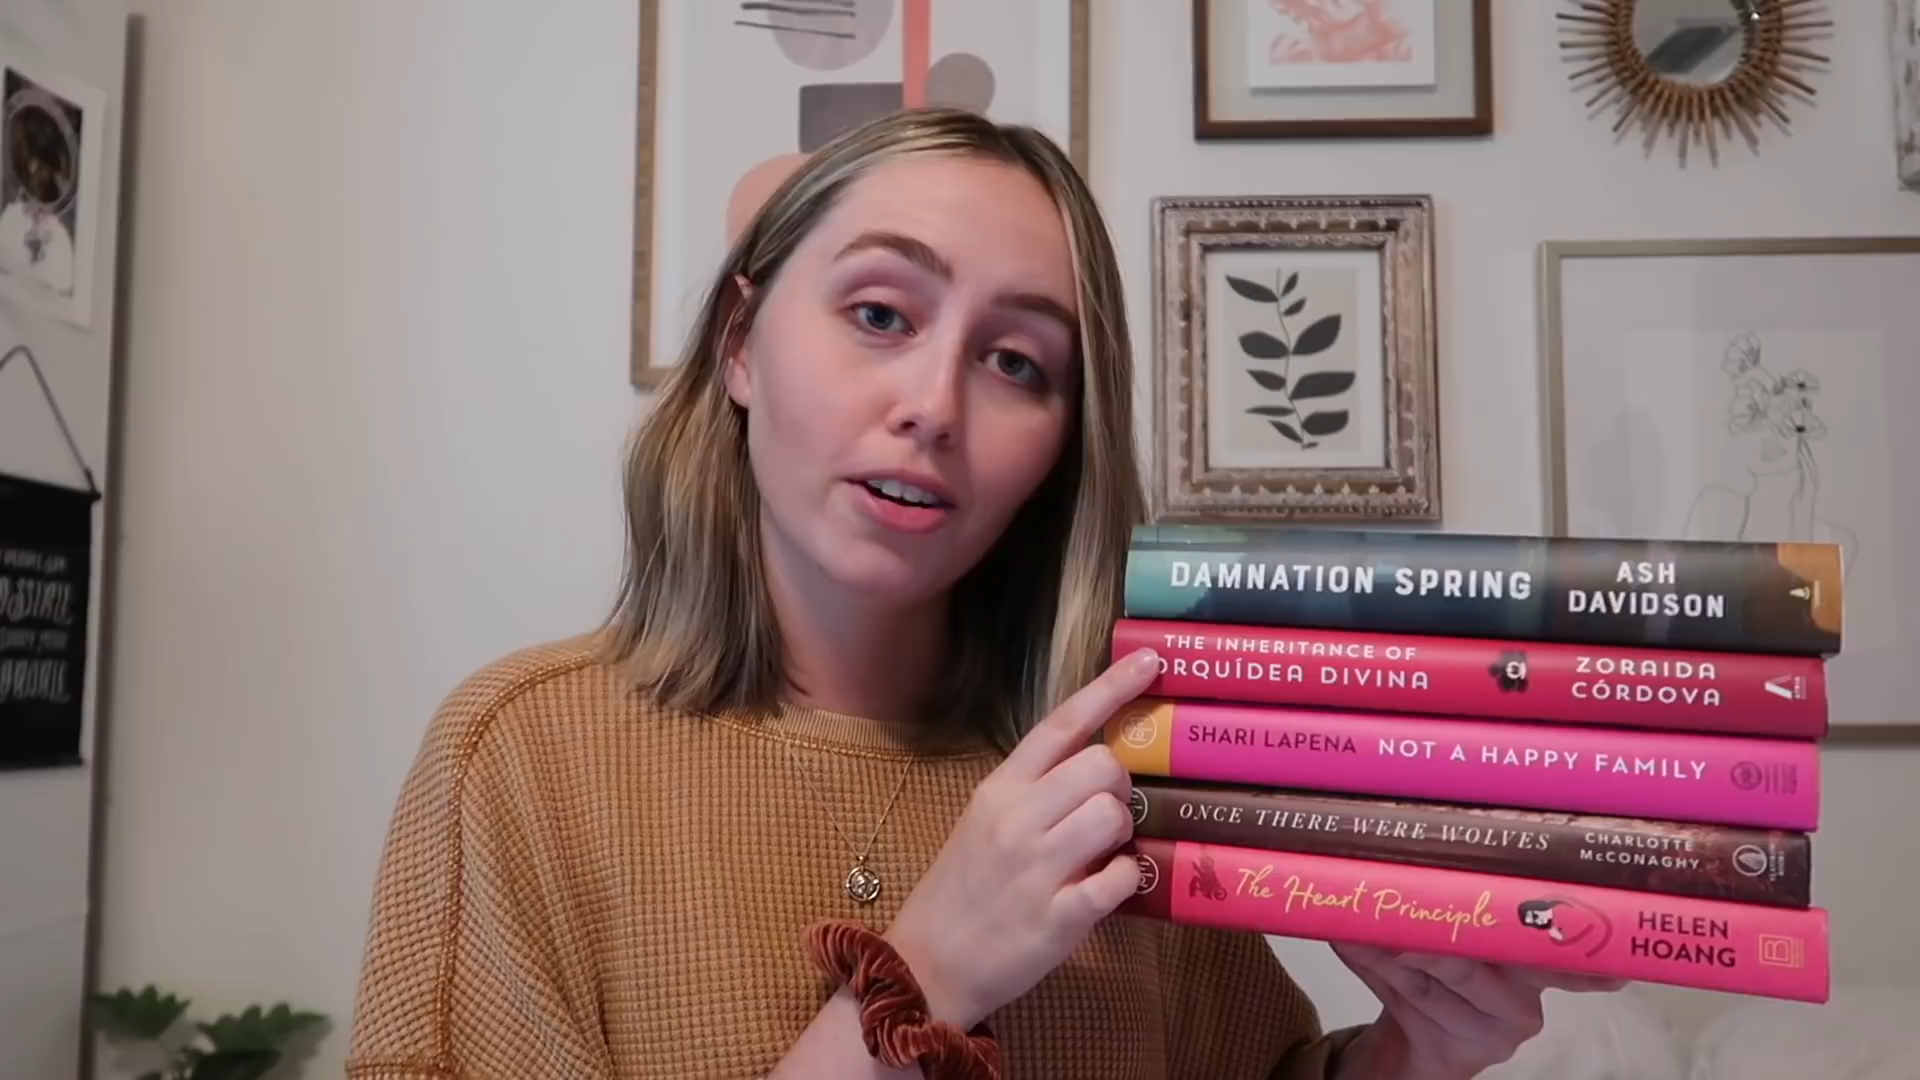 DAMNATION SPRING
ASH
DAVIDSON
THE INHERITANCE OF
ORQUÍDEA DIVINA
ZORAIDA
CÓRDOVA
SHARI LAPENA NOT A HAPPY FAMILY
ONCE THERE WERE WOLVES
CHARLOTTE
McCONAGHY
The Heart Principle
HELEN
HOANG